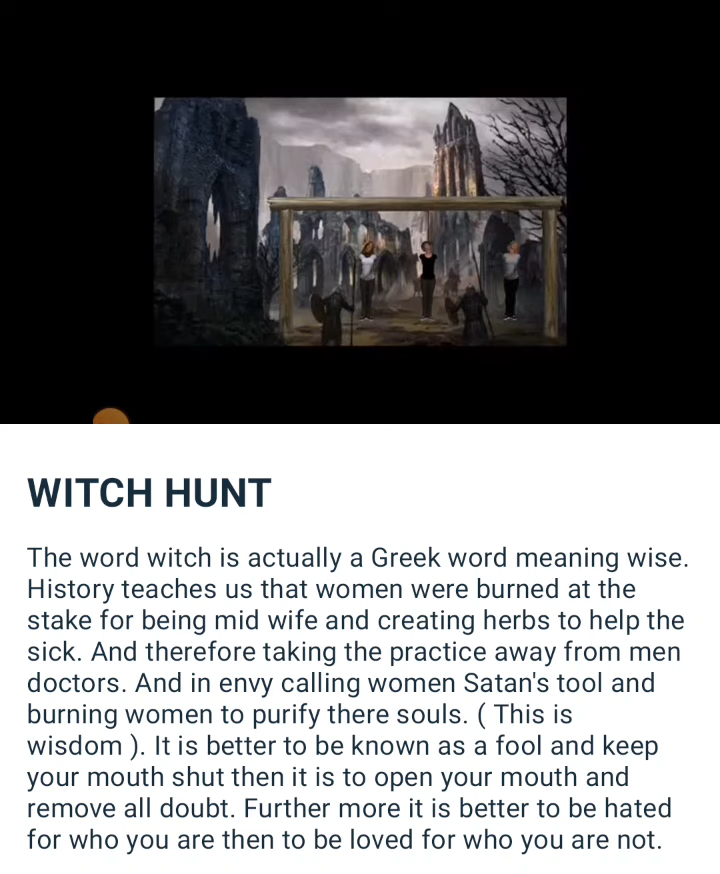 WITCH HUNT
The word witch is actually a Greek word meaning wise.
History teaches us that women were burned at the
stake for being mid wife and creating herbs to help the
sick. And therefore taking the practice away from men
doctors. And in envy calling women Satan's tool and
burning women to purify there souls. ( This is
wisdom ). It is better to be known as a fool and keep
your mouth shut then it is to open your mouth and
remove all doubt. Further more it is better to be hated
for who you are then to be loved for who you are not.